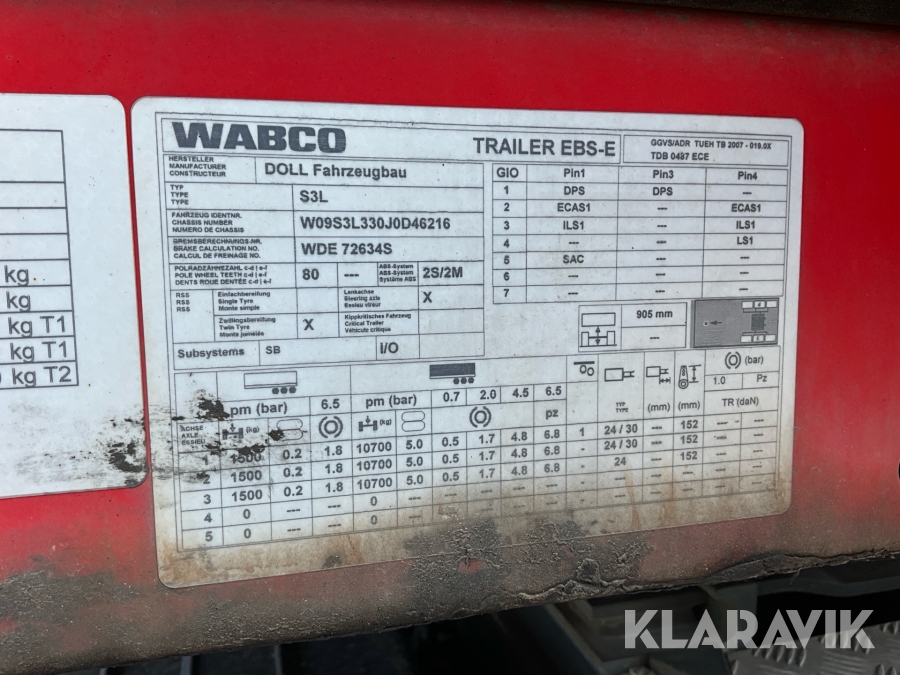 WABCO
TRAILER EBS-E
GGVS/ADR TUEH TB 2007 - 019.0X
TDB 0487 ECE
HERSTELLER
MANUFACTURER
CONSTRUCTEUR
DOLL Fahrzeugbau
TYP
TYPE
TYPE
S3L
FAHRZEUG IDENTNR.
CHASSIS NUMBER
NUMERO DE CHASSIS
W09S3L330J0D46216
BREMSBERECHNUNGS-NR.
BRAKE CALCULATION NO.
CALCUL DE FREINAGE NO.
WDE 72634S
POLRADZÄHNEZAHL c-d | e-f
POLE WHEEL TEETH c-d | e-f
DENTS ROUE DENTÉE c-d | e-f
80 ---
ABS-System
ABS-System
Système ABS
2S/2M
RSS
RSS
RSS
Einfachbereifung
Single Tyre
Monte simple
Lenkachse
Steering axle
Essieu vireur
X
Zwillingsbereifung
Twin Tyre
Monte jumelée
X
Kippkritisches Fahrzeug
Critical Trailer
Véhicule critique
Subsystems SB I/O
GIO Pin1 Pin3 Pin4
1 DPS DPS ---
2 ECAS1 --- ECAS1
3 ILS1 --- ILS1
4 --- --- LS1
5 SAC --- ---
6 --- --- ---
7 --- --- ---
905 mm
---
pm (bar) 6.5 pm (bar) 0.7 2.0 4.5 6.5
(bar)
1.0 Pz
ACHSE
AXLE
ESSIEU
(kg) (kg) pz
TYP
TYPE
(mm) (mm) TR (daN)
1 1500 0.2 1.8 10700 5.0 0.5 1.7 4.8 6.8 1 24 / 30 --- 152 --- - ---
2 1500 0.2 1.8 10700 5.0 0.5 1.7 4.8 6.8 - 24 / 30 --- 152 ---
3 1500 0.2 1.8 10700 5.0 0.5 1.7 4.8 6.8 - 24 --- 152 ---
4 0 --- --- 0 --- --- --- --- --- - --- --- ---
5 0 --- --- 0 --- --- --- --- --- - --- --- ---
kg
kg
kg T1
kg T1
kg T2
KLARAVIK